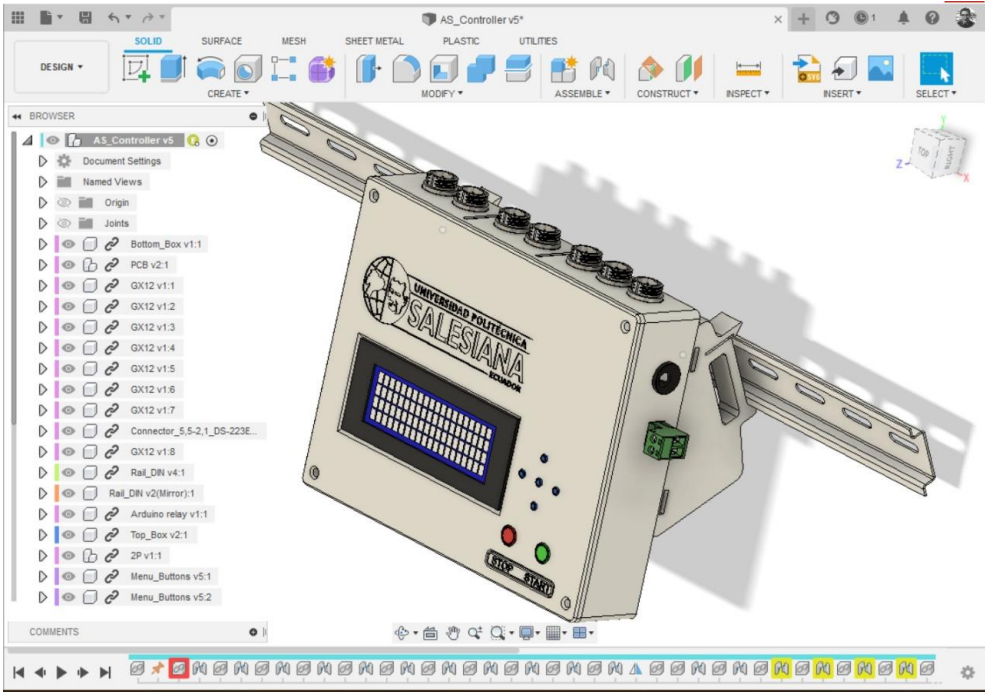 AS_Controller v5*
1
SOLID
SURFACE
MESH
SHEET METAL
PLASTIC
UTILITIES
DESIGN
CREATE
MODIFY
ASSEMBLE
CONSTRUCT
INSPECT
INSERT
SELECT
BROWSER
AS_Controller v5
Document Settings
Named Views
Origin
Joints
Bottom_Box v1:1
PCB v2:1
GX12 v1:1
GX12 v1:2
GX12 v1:3
GX12 v1:4
GX12 v1:5
GX12 v1:6
GX12 v1:7
Connector_5,5-2,1_DS-223E...
GX12 v1:8
Rail_DIN v4:1
Rail_DIN v2(Mirror):1
Arduino relay v1:1
Top_Box v2:1
2P v1:1
Menu_Buttons v5:1
Menu_Buttons v5:2
UNIVERSIDAD POLITÉCNICA
SALESIANA
ECUADOR
STOP START
Y
Z
X
TOP
RIGHT
COMMENTS